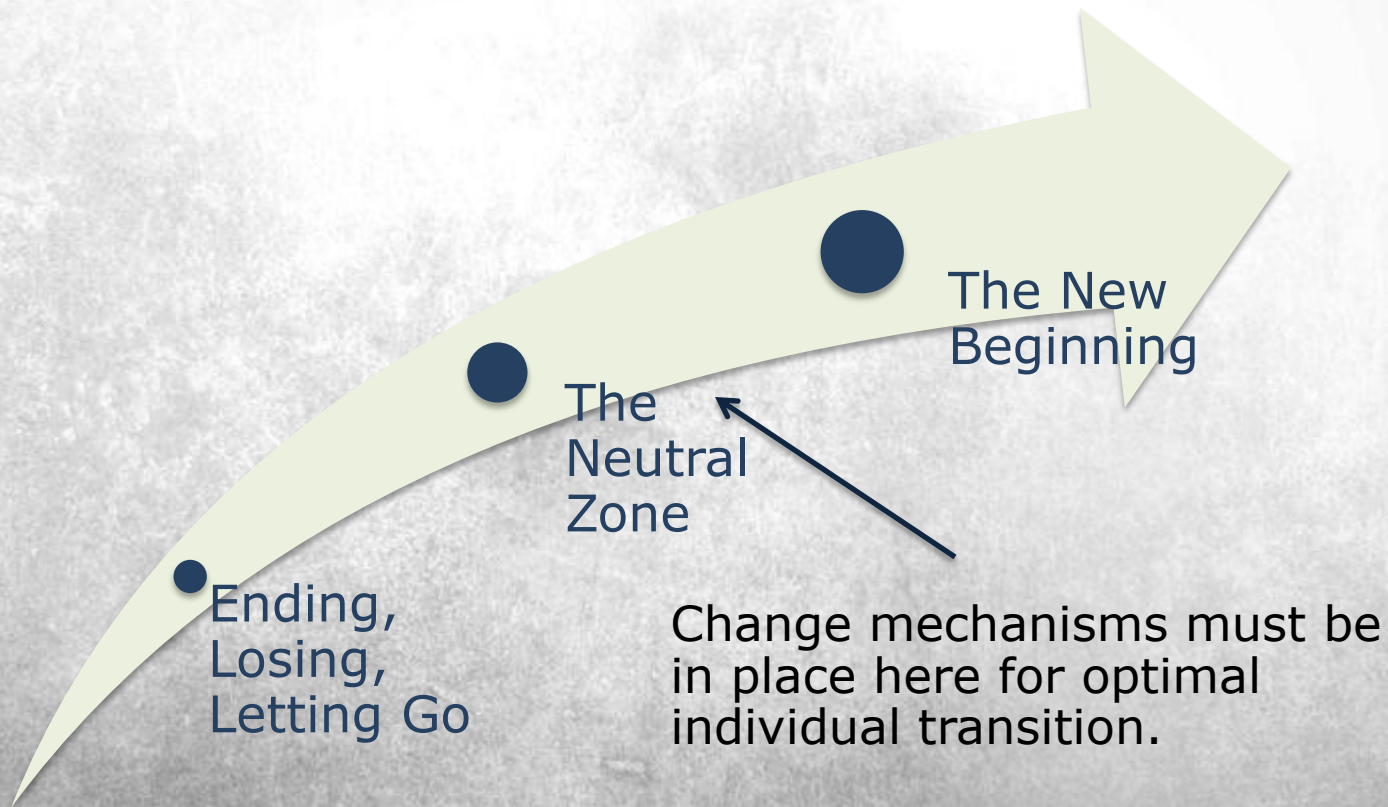 The New
Beginning
The
Neutral
Zone
Ending,
Losing,
Letting Go
Change mechanisms must be
in place here for optimal
individual transition.